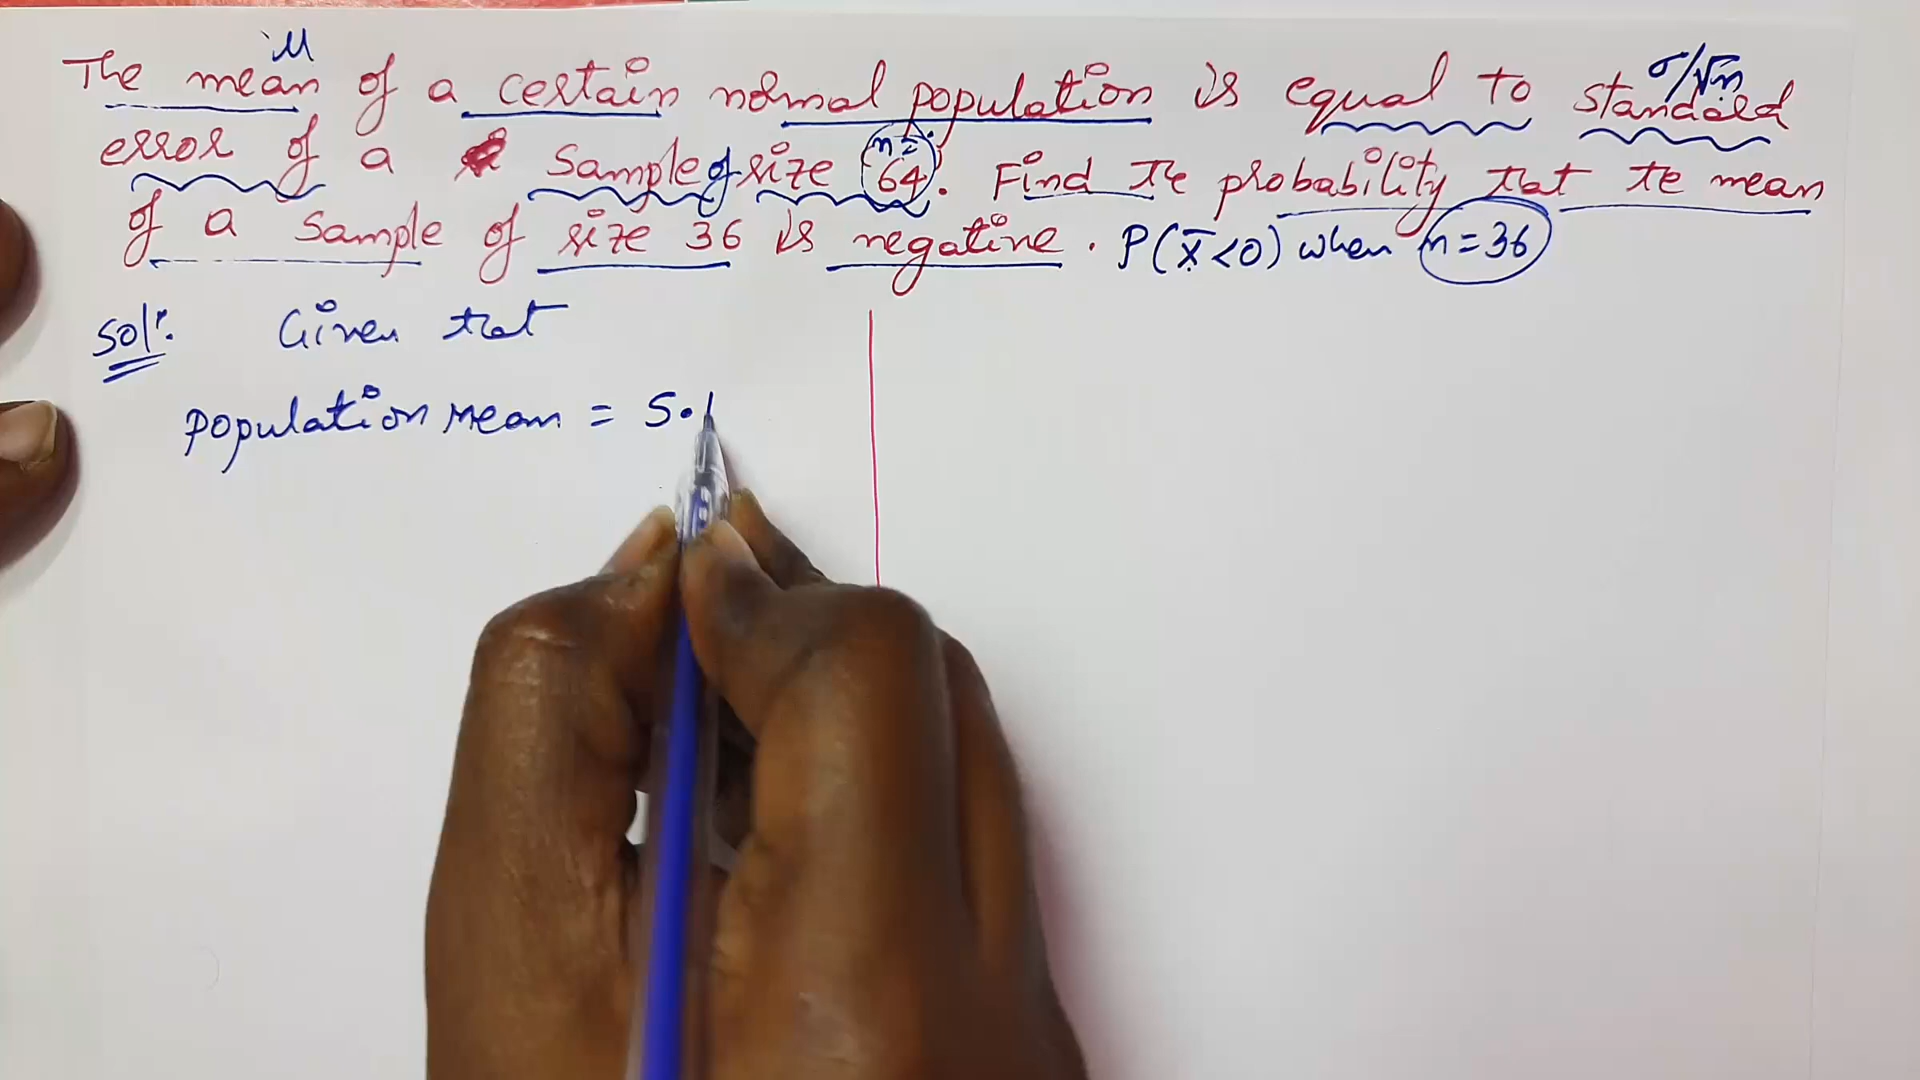 μ
The mean of a certain normal population is equal to standard σ/√n
error of a sample of size n= 64. Find the probability that te mean
of a sample of size 36 is negative. P(x̄<0) when n=36
Sol: Given that
Population mean = S.